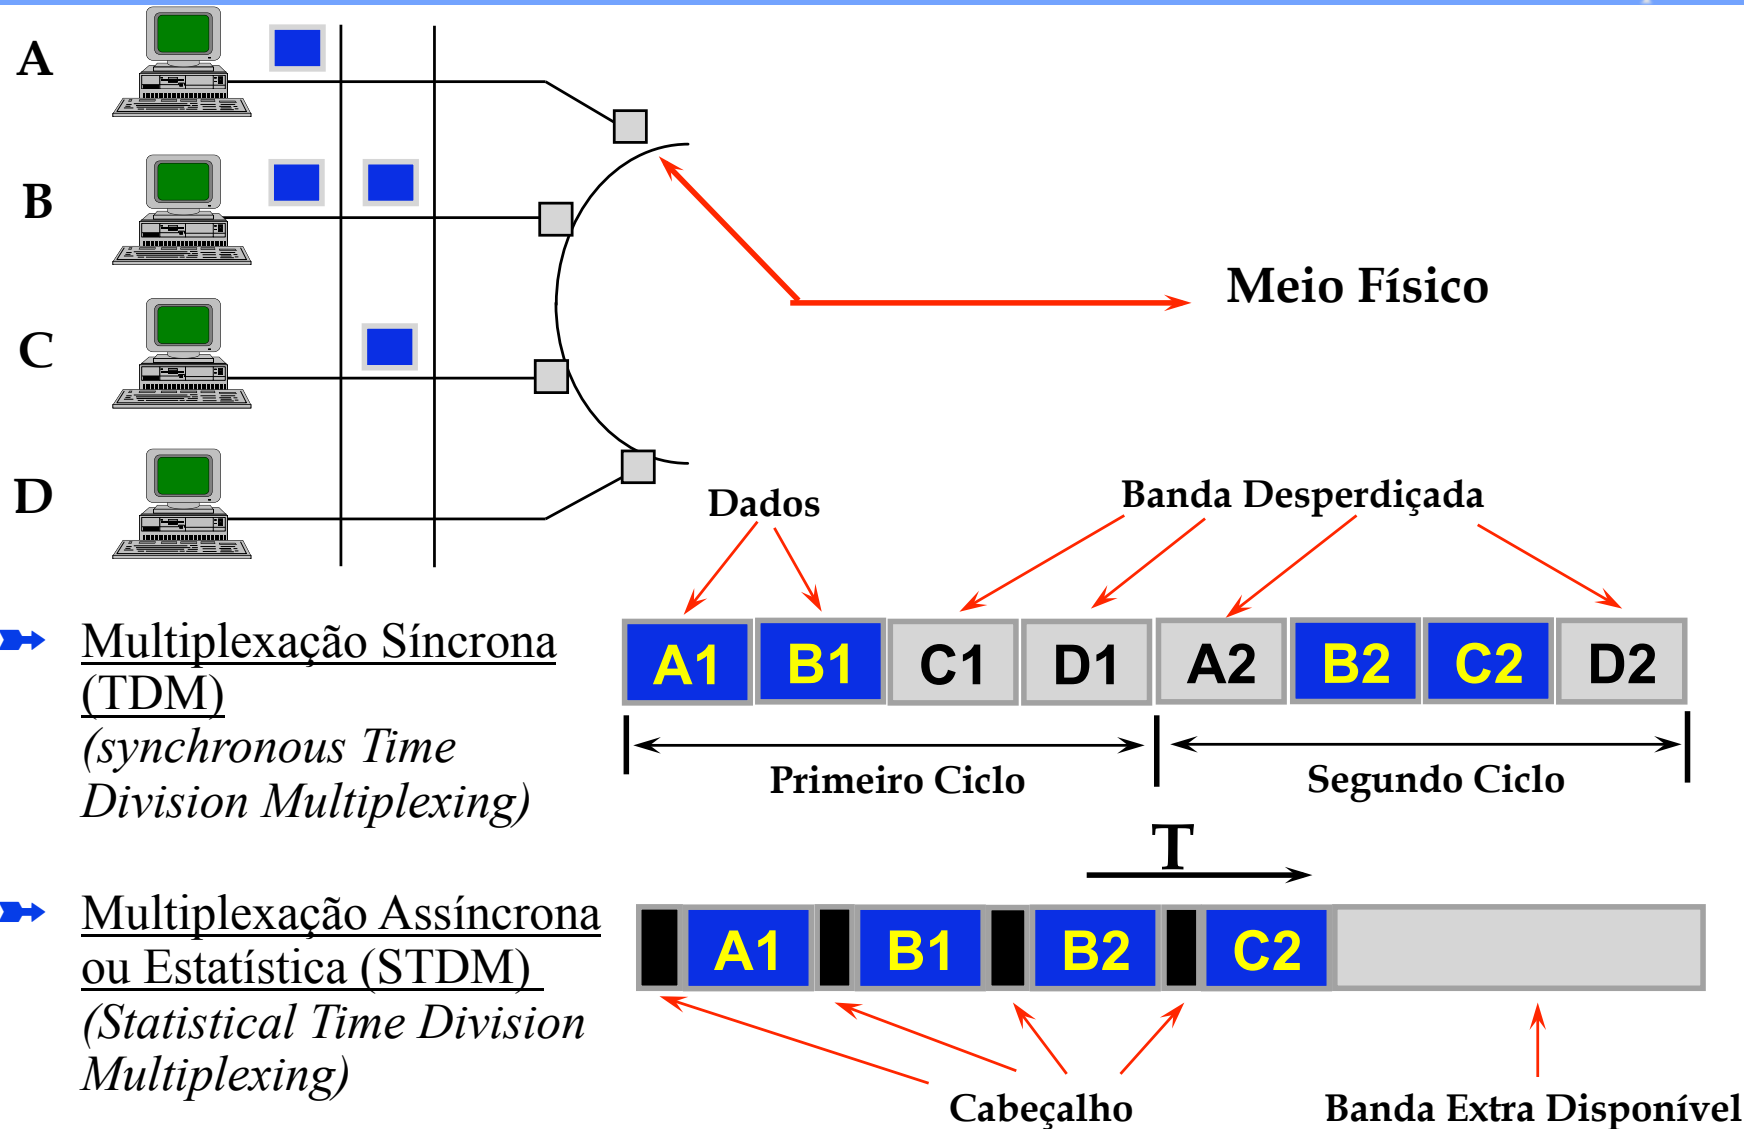 A
B
C
D
Meio Físico
Dados
Banda Desperdiçada
Multiplexação Síncrona
(TDM)
(synchronous Time
Division Multiplexing)
A1 B1 C1 D1 A2 B2 C2 D2
Primeiro Ciclo
Segundo Ciclo
T
Multiplexação Assíncrona
ou Estatística (STDM)
(Statistical Time Division
Multiplexing)
A1 B1 B2 C2
Cabeçalho
Banda Extra Disponível